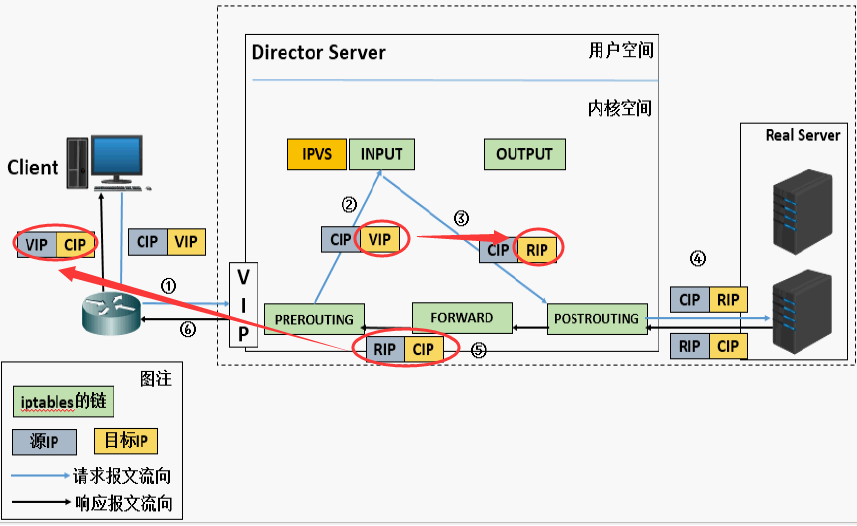 Director Server
用户空间
内核空间
Real Server
IPVS
INPUT
OUTPUT
Client
②
③
VIP
CIP
CIP
VIP
CIP
VIP
CIP
RIP
④
①
V
I
P
CIP
RIP
PREROUTING
FORWARD
POSTROUTING
⑥
RIP
CIP
⑤
RIP
CIP
图注
iptables的链
源IP
目标IP
请求报文流向
响应报文流向